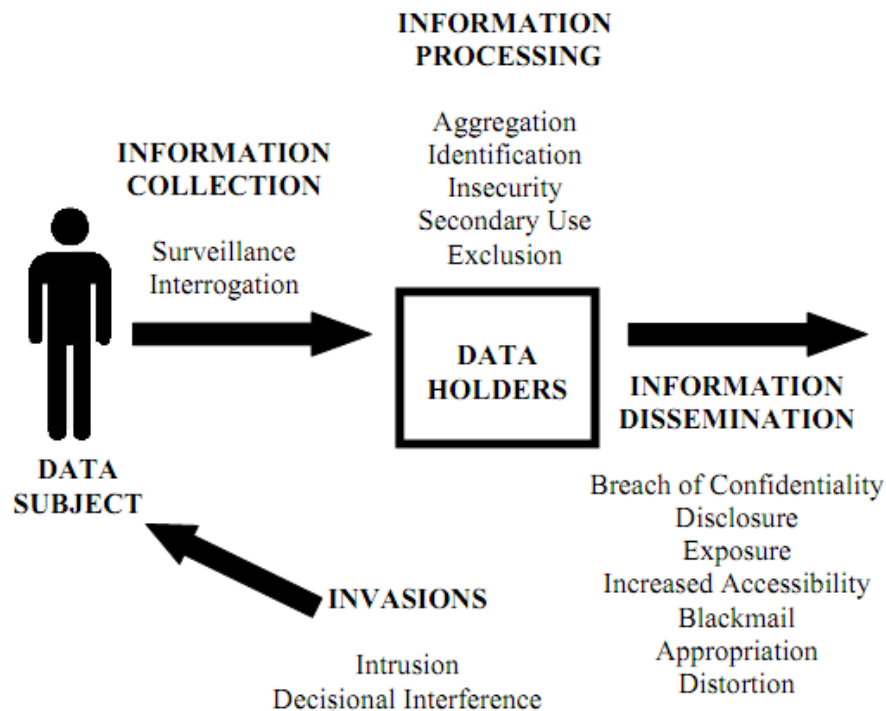 INFORMATION
PROCESSING
Aggregation
Identification
Insecurity
Secondary Use
Exclusion
INFORMATION
COLLECTION
Surveillance
Interrogation
DATA
HOLDERS
INFORMATION
DISSEMINATION
Breach of Confidentiality
Disclosure
Exposure
Increased Accessibility
Blackmail
Appropriation
Distortion
DATA
SUBJECT
INVASIONS
Intrusion
Decisional Interference